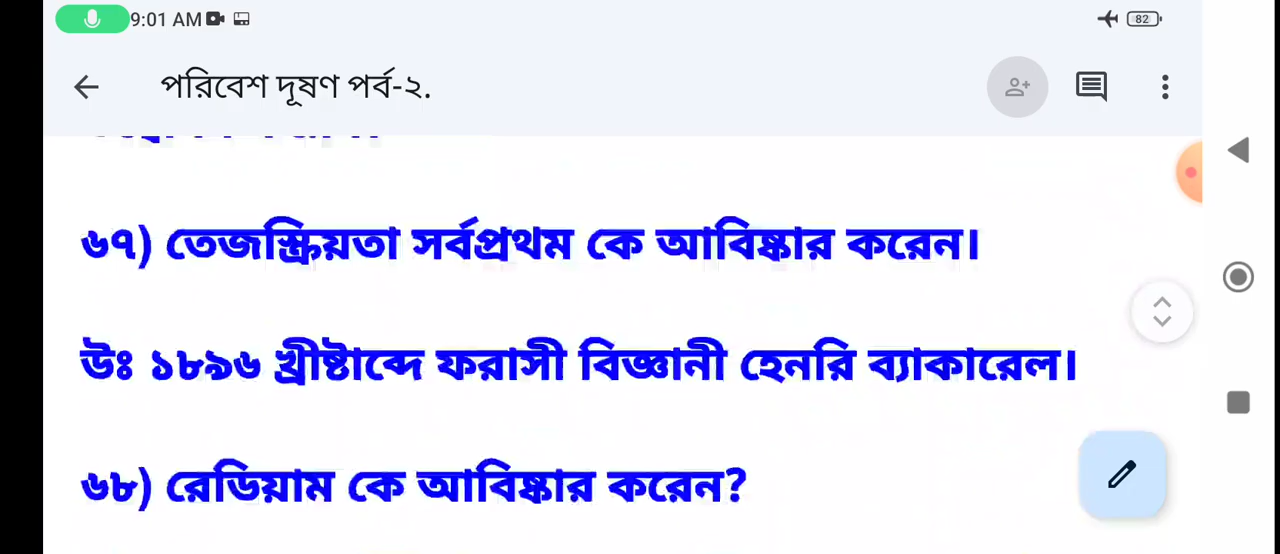 9:01 AM
82
পরিবেশ দূষণ পর্ব-২.
৬৭) তেজস্ক্রিয়তা সর্বপ্রথম কে আবিষ্কার করেন।
উঃ ১৮৯৬ খ্রীষ্টাব্দে ফরাসী বিজ্ঞানী হেনরি ব্যাকারেল।
৬৮) রেডিয়াম কে আবিষ্কার করেন?